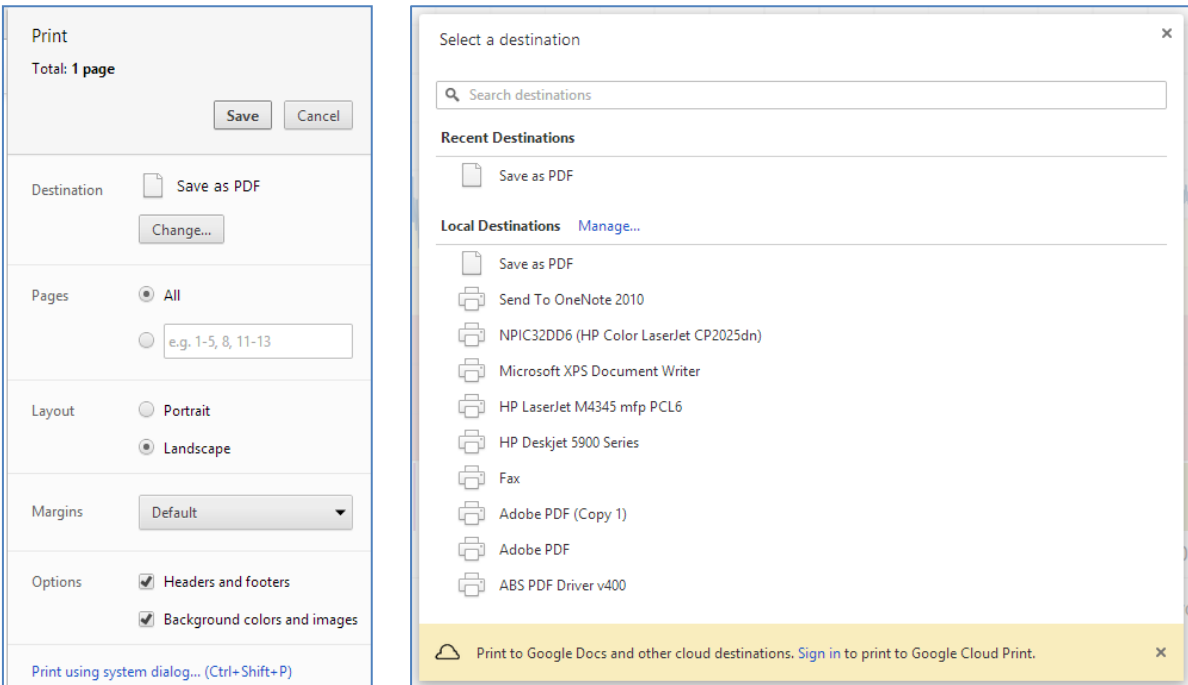 Print
Total: 1 page
Save Cancel
Destination Save as PDF
Change...
Pages All
e.g. 1-5, 8, 11-13
Layout Portrait
Landscape
Margins Default
Options Headers and footers
Background colors and images
Print using system dialog... (Ctrl+Shift+P)
Select a destination
Search destinations
Recent Destinations
Save as PDF
Local Destinations Manage...
Save as PDF
Send To OneNote 2010
NPIC32DD6 (HP Color LaserJet CP2025dn)
Microsoft XPS Document Writer
HP LaserJet M4345 mfp PCL6
HP Deskjet 5900 Series
Fax
Adobe PDF (Copy 1)
Adobe PDF
ABS PDF Driver v400
Print to Google Docs and other cloud destinations. Sign in to print to Google Cloud Print.